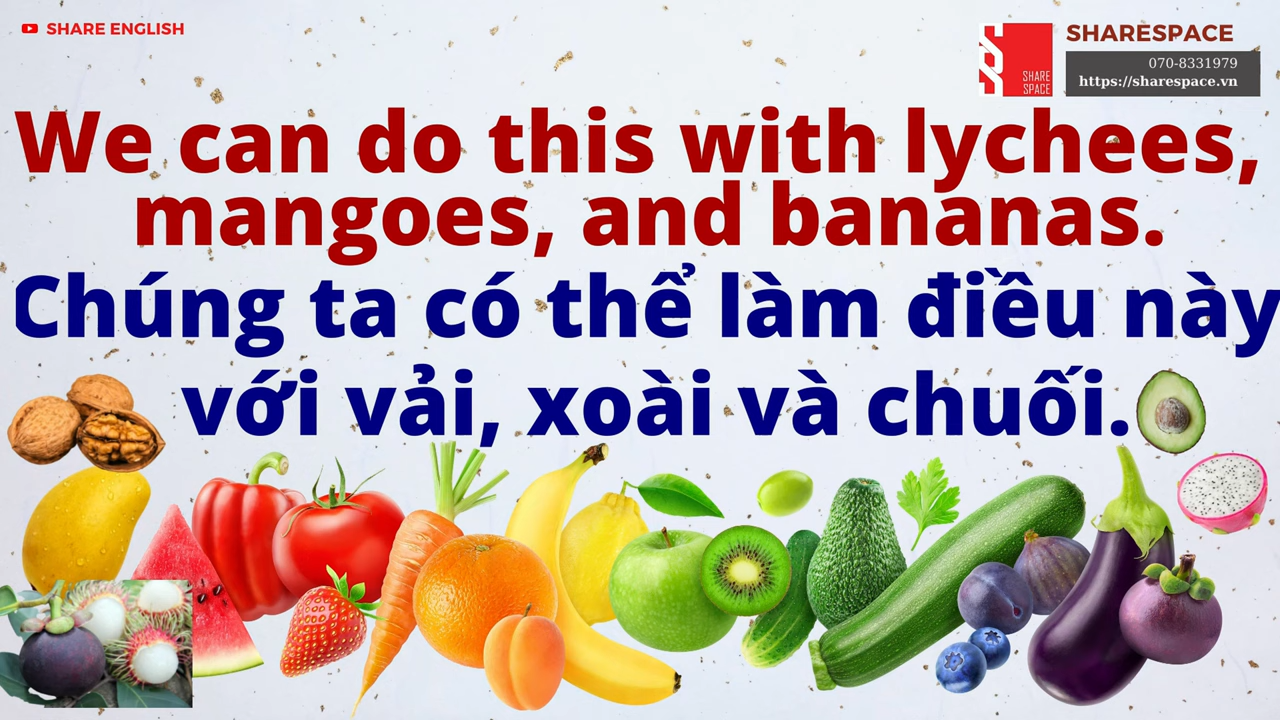 SHARE ENGLISH
SHARESPACE
070-8331979
https://sharespace.vn
SHARE
SPACE
We can do this with lychees,
mangoes, and bananas.
Chúng ta có thể làm điều này
với vải, xoài và chuối.